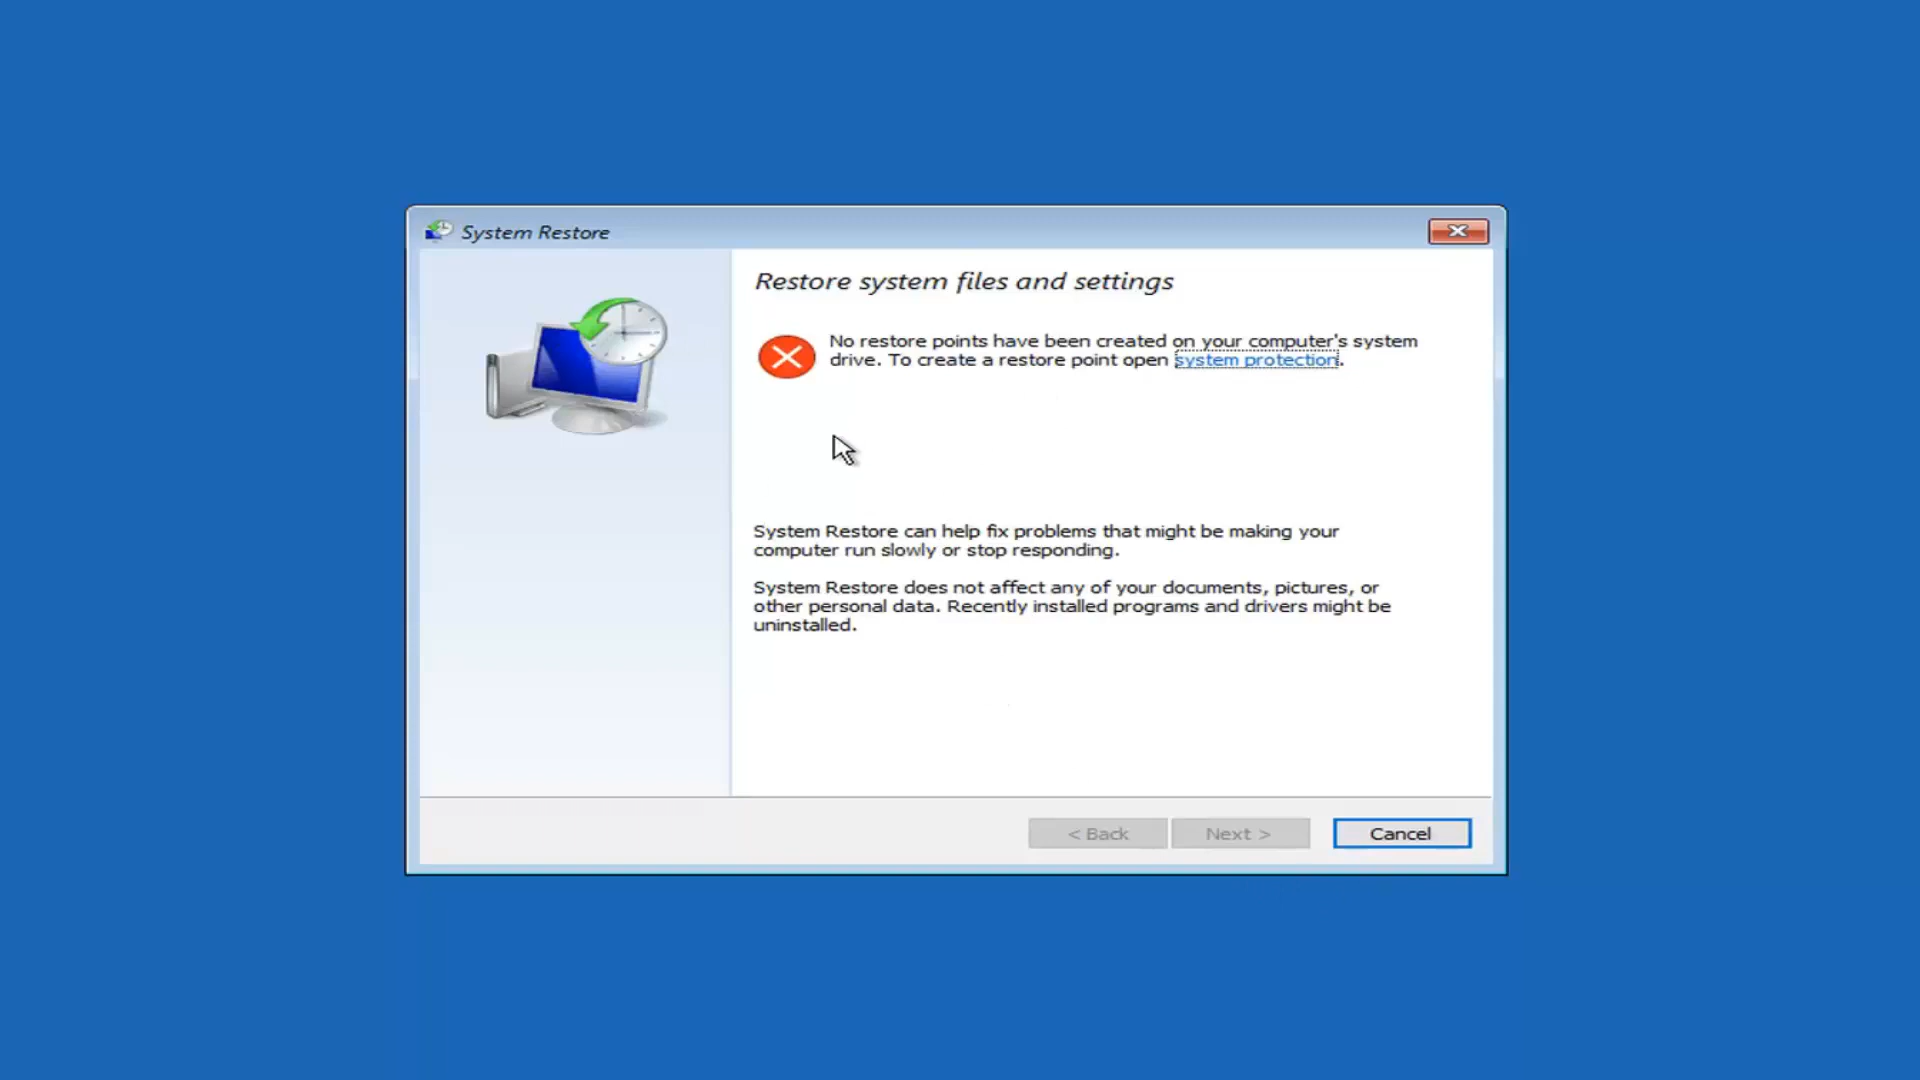 System Restore
Restore system files and settings
No restore points have been created on your computer's system
drive. To create a restore point open system protection.
System Restore can help fix problems that might be making your
computer run slowly or stop responding.
System Restore does not affect any of your documents, pictures, or
other personal data. Recently installed programs and drivers might be
uninstalled.
< Back Next > Cancel